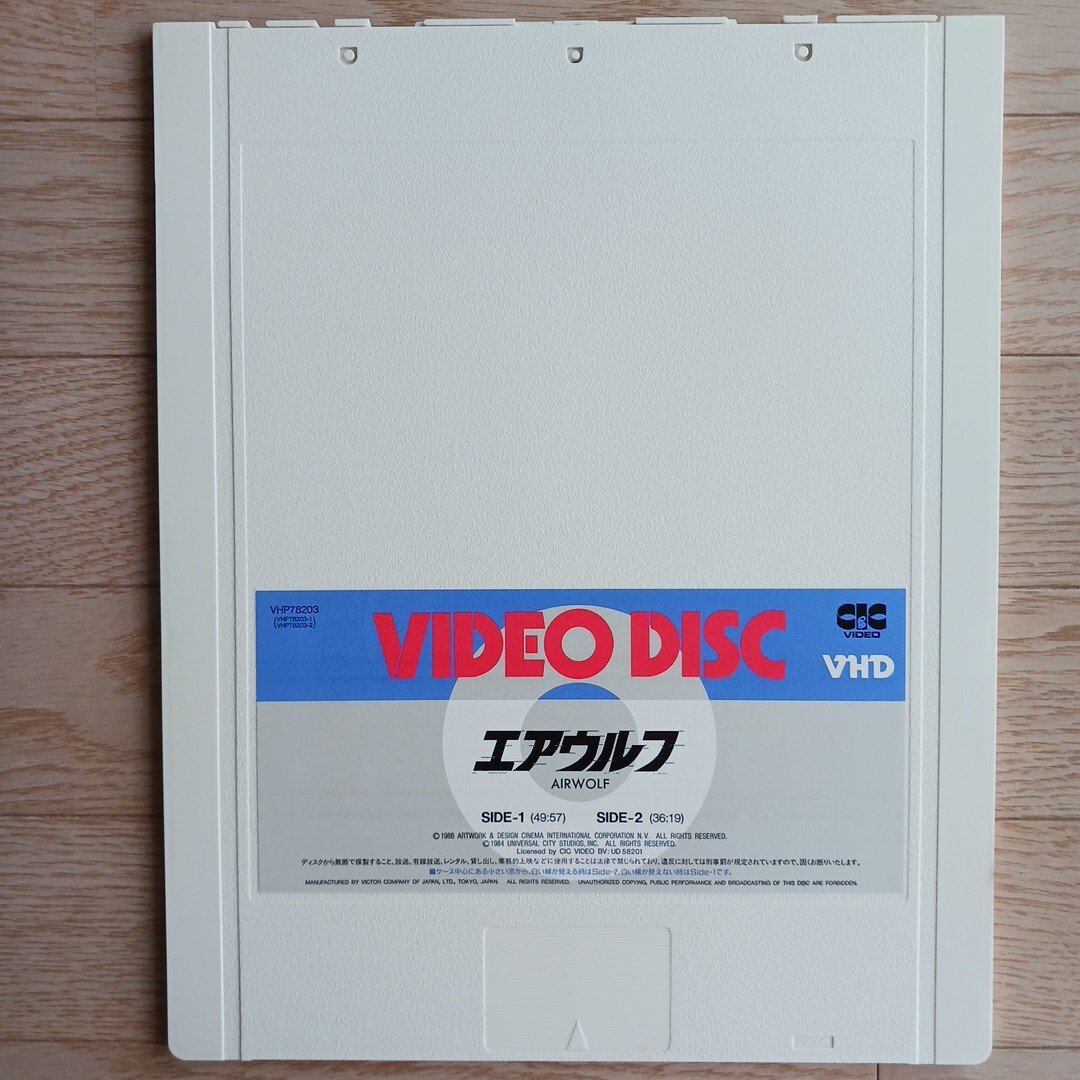 VHP78203
(VHP78203-1)
(VHP78203-2)
VIDEO DISC
CIC
&
VIDEO
VHD
エアウルフ
AIRWOLF
SIDE-1 (49:57) SIDE-2 (36:19)
©1986 ARTWORK & DESIGN CINEMA INTERNATIONAL CORPORATION N.V. ALL RIGHTS RESERVED.
©1984 UNIVERSAL CITY STUDIOS, INC. ALL RIGHTS RESERVED.
Licensed by CIC VIDEO BV: UD 58201
ディスクから無断で複製すること、放送、有線放送、レンタル、貸し出し、業務的上映などに使用することは法律で禁じられており、違反に対しては刑事罰が規定されていますので、固くお断りいたします。
■ケース中心にある小さい窓から、白い線が見える時はSide-2、白い線が見えない時はSide-1です。
MANUFACTURED BY VICTOR COMPANY OF JAPAN, LTD., TOKYO, JAPAN. ALL RIGHTS RESERVED. UNAUTHORIZED COPYING, PUBLIC PERFORMANCE AND BROADCASTING OF THIS DISC ARE FORBIDDEN.